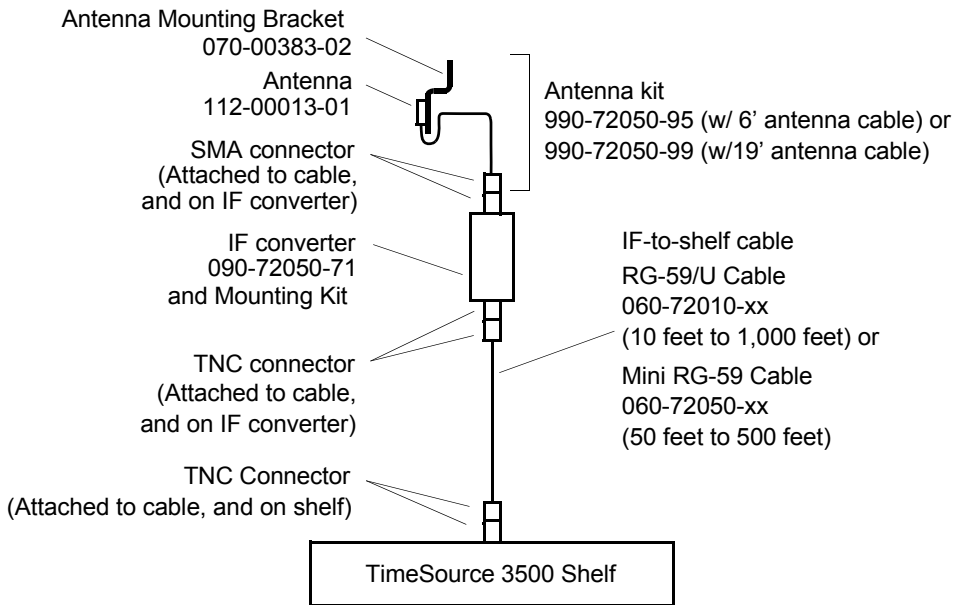 Antenna Mounting Bracket
070-00383-02
Antenna
112-00013-01
SMA connector
(Attached to cable,
and on IF converter)
IF converter
090-72050-71
and Mounting Kit
TNC connector
(Attached to cable,
and on IF converter)
TNC Connector
(Attached to cable, and on shelf)
Antenna kit
990-72050-95 (w/ 6’ antenna cable) or
990-72050-99 (w/19’ antenna cable)
IF-to-shelf cable
RG-59/U Cable
060-72010-xx
(10 feet to 1,000 feet) or
Mini RG-59 Cable
060-72050-xx
(50 feet to 500 feet)
TimeSource 3500 Shelf